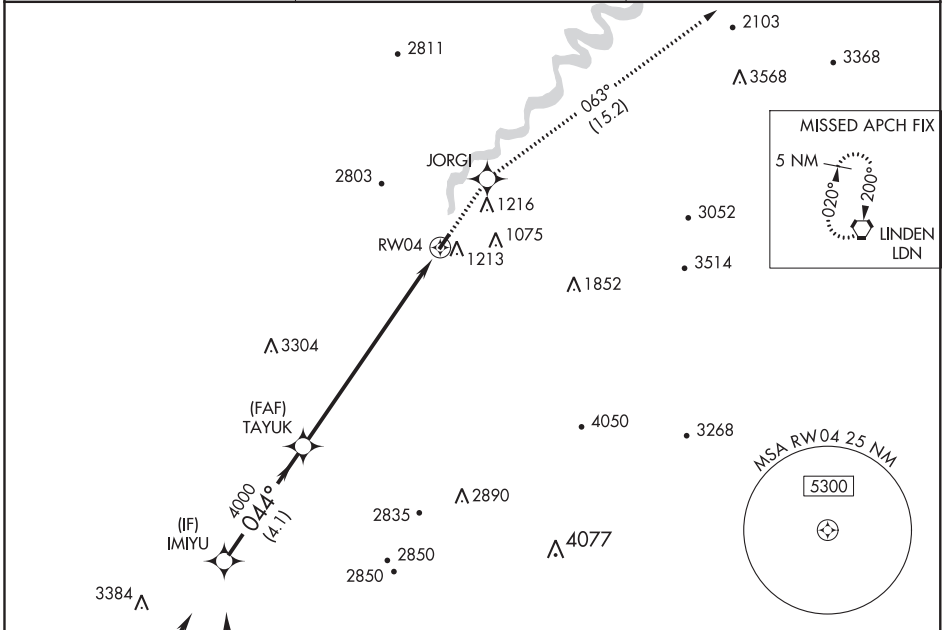 2103
2811
3368
3568
063°
(15.2)
MISSED APCH FIX
5 NM
020°
200°
LINDEN
LDN
JORGI
2803
1216
3052
RW04
1075
1213
3514
1852
3304
(FAF)
TAYUK
4050
3268
MSA RW04 25 NM
5300
4000
044°
(4.1)
2890
2835
(IF)
IMIYU
4077
2850
2850
3384